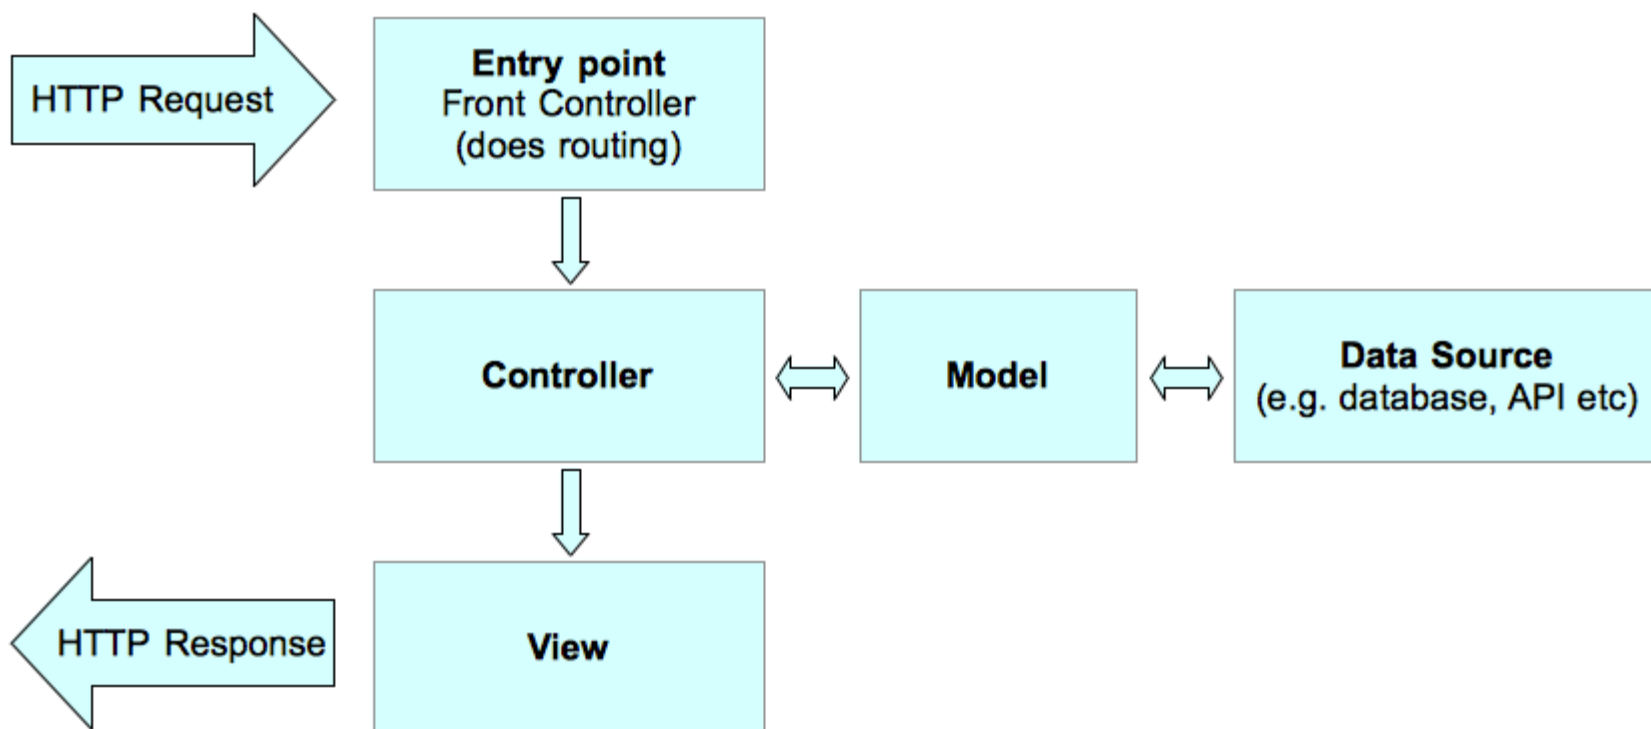 HTTP Request
Entry point
Front Controller
(does routing)
Controller
Model
Data Source
(e.g. database, API etc)
HTTP Response
View